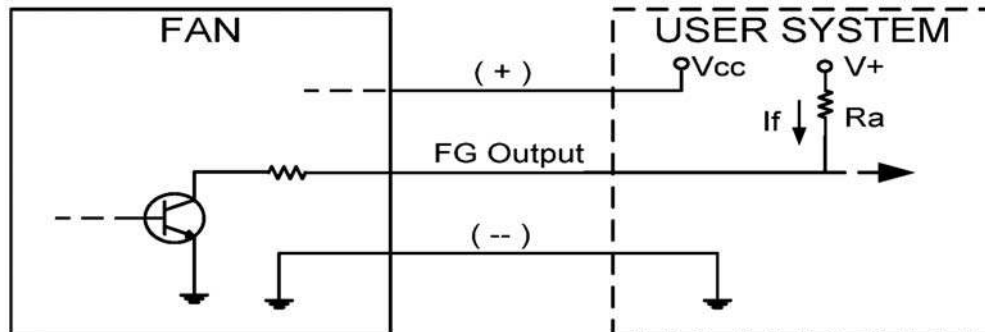 FAN
USER SYSTEM
( + )
Vcc
V+
If
Ra
FG Output
( -- )